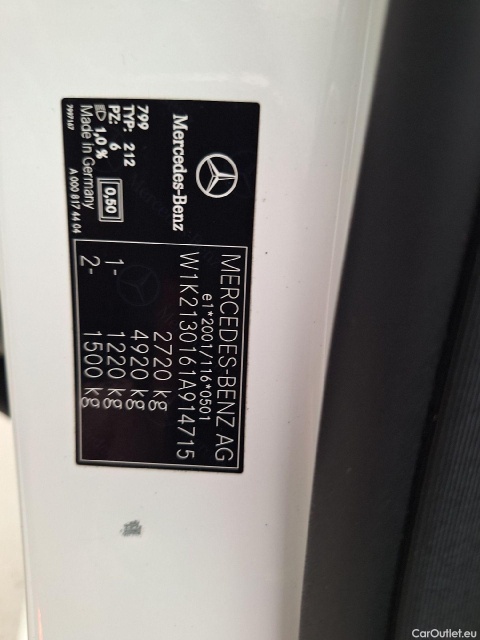 Mercedes-Benz
799
TYP: 212
PZ: 6
1,0 %
0,50
Made in Germany
7997167
A 000 817 44 04
MERCEDES-BENZ AG
e1*2001/116*0501
W1K2130161A914715
2720 kg
4920 kg
1- 1220 kg
2- 1500 kg
CarOutlet.eu